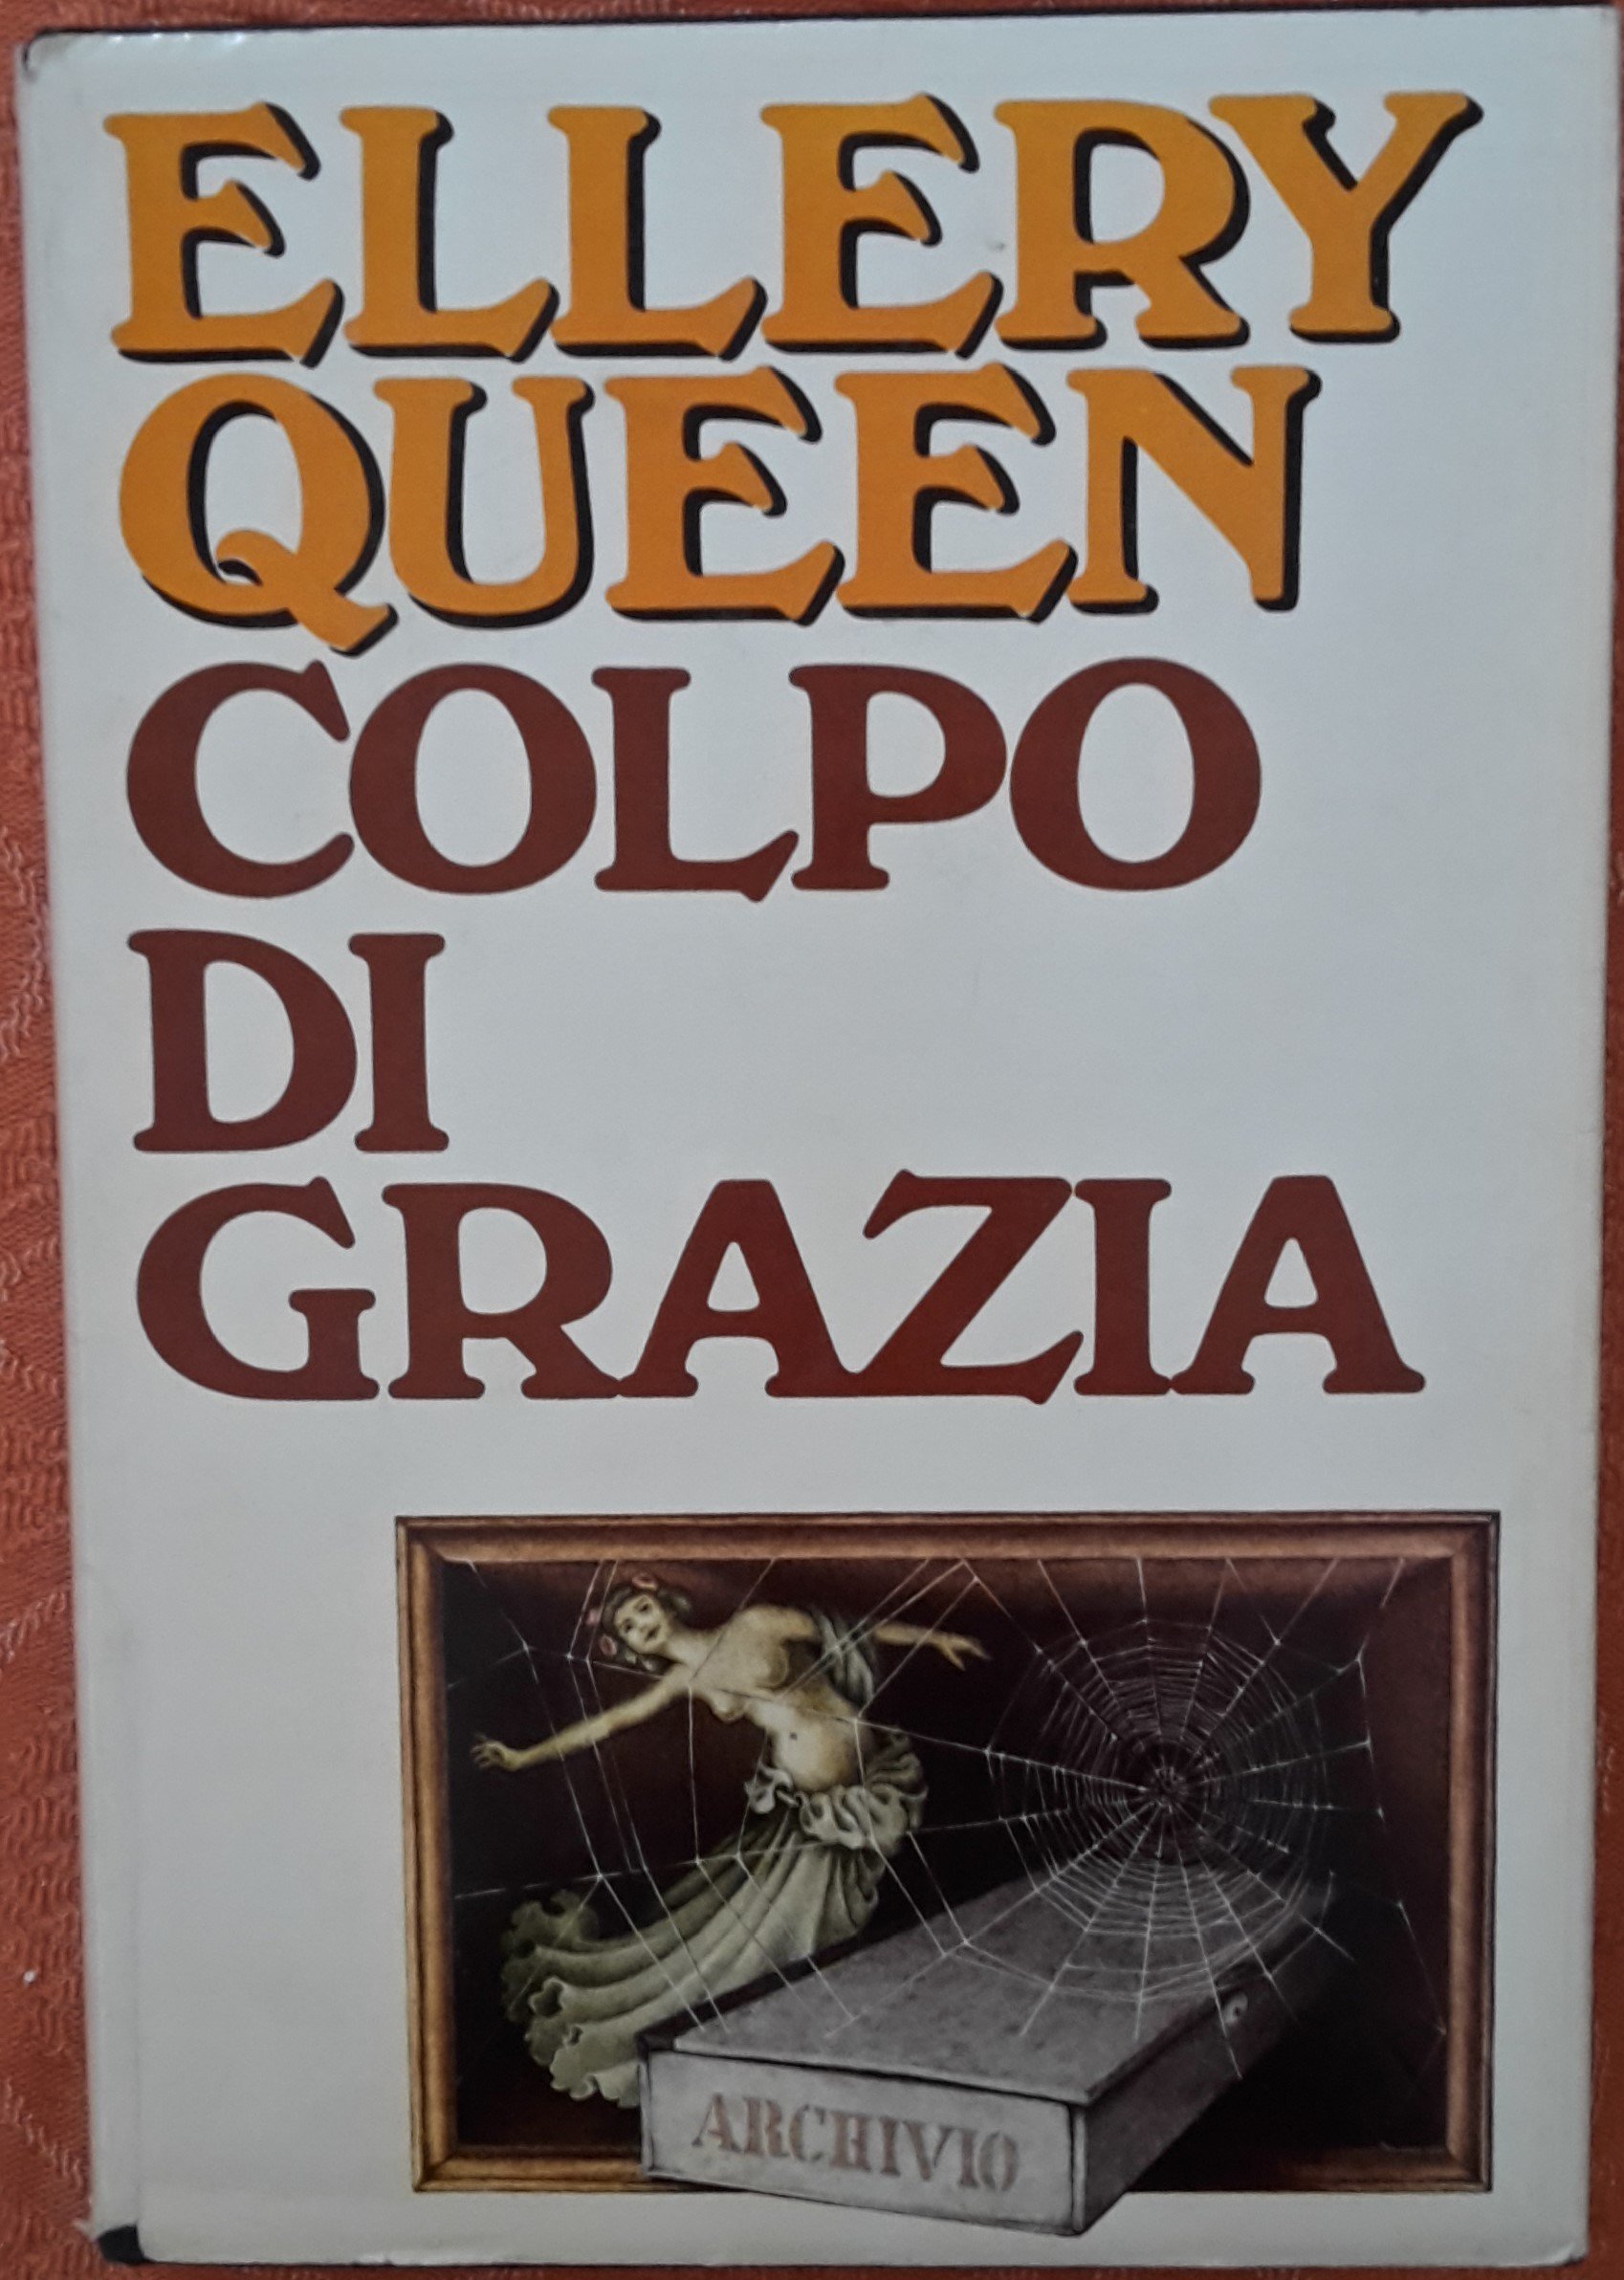 ELLERY
QUEEN
COLPO
DI
GRAZIA
ARCHIVIO